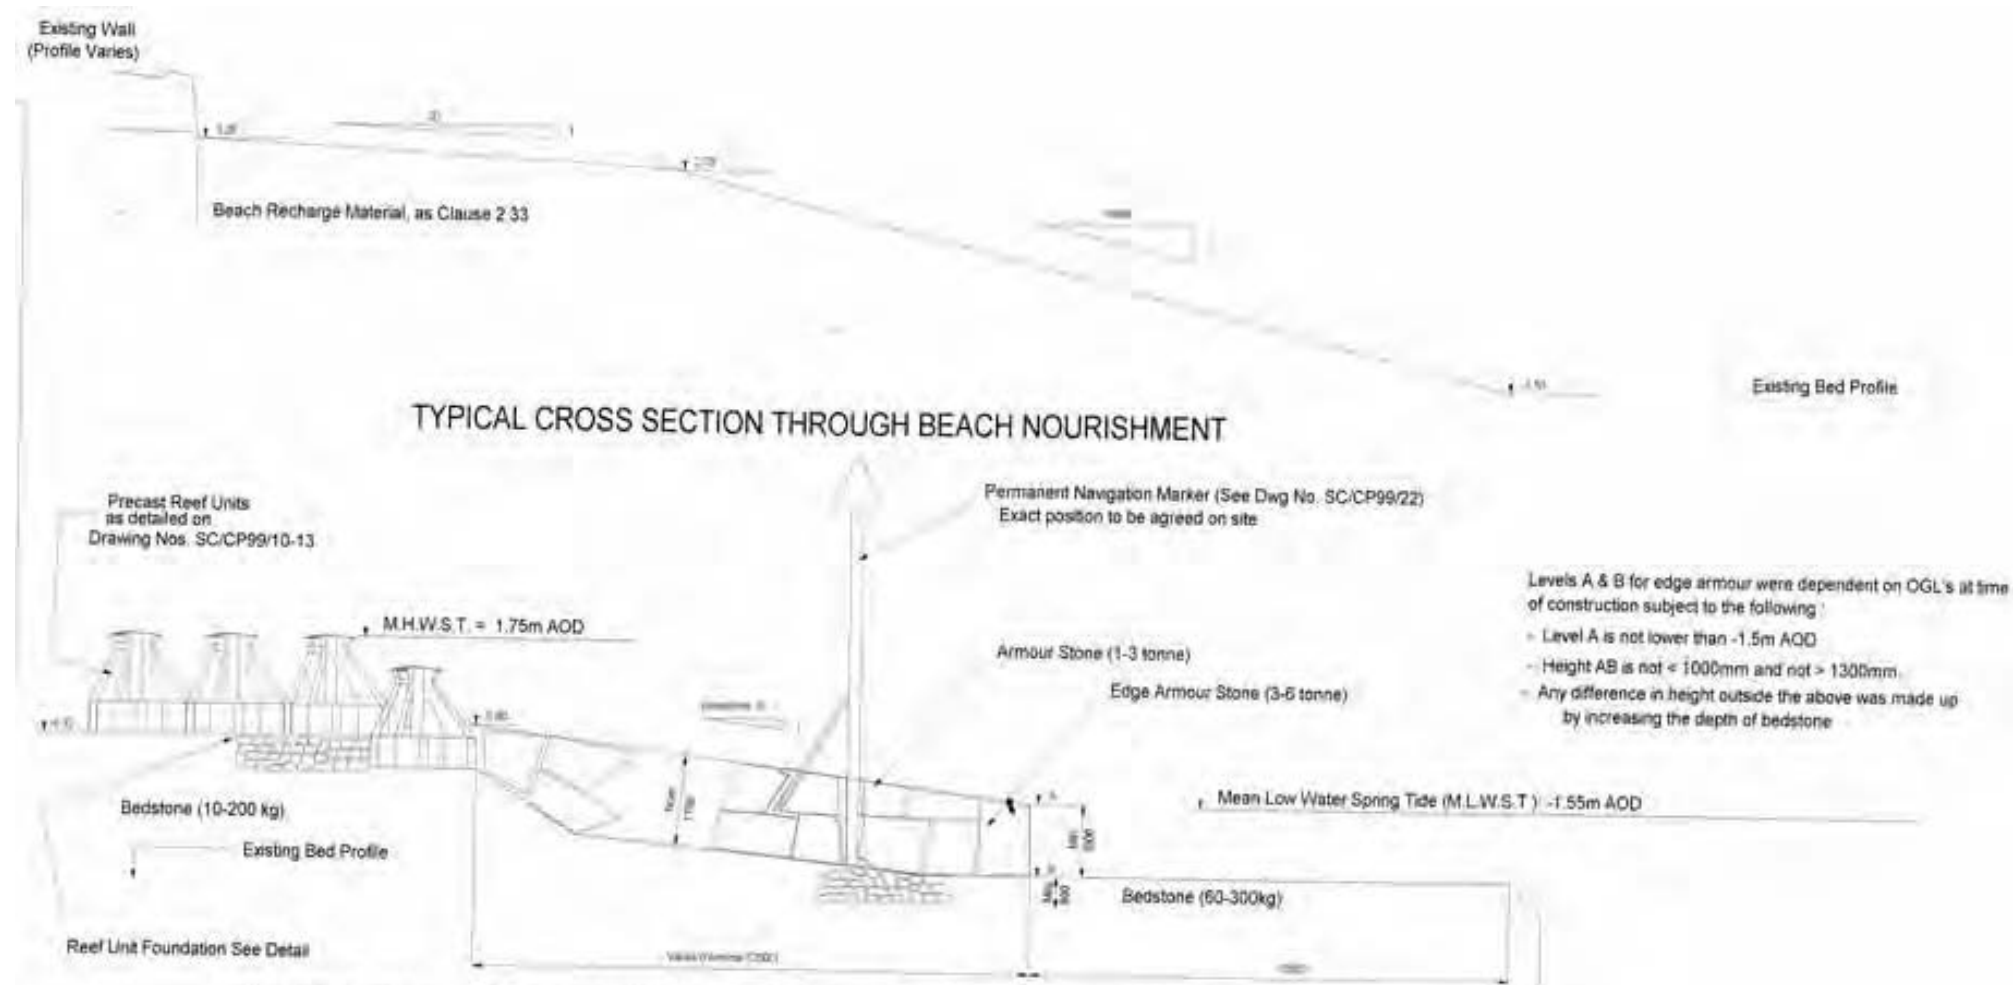 Existing Wall
(Profile Varies)
Beach Recharge Material, as Clause 2 33
Existing Bed Profile
TYPICAL CROSS SECTION THROUGH BEACH NOURISHMENT
Precast Reef Units
as detailed on
Drawing Nos. SC/CP99/10-13
Permanent Navigation Marker (See Dwg No. SC/CP99/22)
Exact position to be agreed on site
M.H.W.S.T. = 1.75m AOD
Levels A & B for edge armour were dependent on OGL's at time
of construction subject to the following :
- Level A is not lower than -1.5m AOD
- Height AB is not < 1000mm and not > 1300mm
- Any difference in height outside the above was made up
by increasing the depth of bedstone
Armour Stone (1-3 tonne)
Edge Armour Stone (3-6 tonne)
A
Mean Low Water Spring Tide (M.L.W.S.T.) -1.55m AOD
Bedstone (10-200 kg)
Existing Bed Profile
Bedstone (60-300kg)
Reef Unit Foundation See Detail